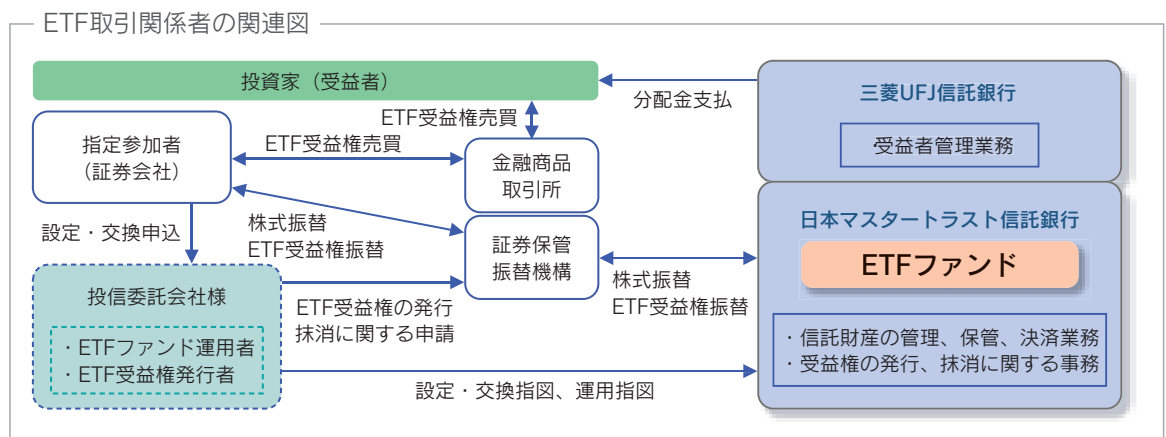 ETF取引関係者の関連図
投資家（受益者）
分配金支払
三菱UFJ信託銀行
受益者管理業務
ETF受益権売買
指定参加者
（証券会社）
ETF受益権売買
金融商品
取引所
設定・交換申込
株式振替
ETF受益権振替
証券保管
振替機構
株式振替
ETF受益権振替
日本マスタートラスト信託銀行
ETFファンド
・信託財産の管理、保管、決済業務
・受益権の発行、抹消に関する事務
投信委託会社様
・ETFファンド運用者
・ETF受益権発行者
ETF受益権の発行
抹消に関する申請
設定・交換指図、運用指図